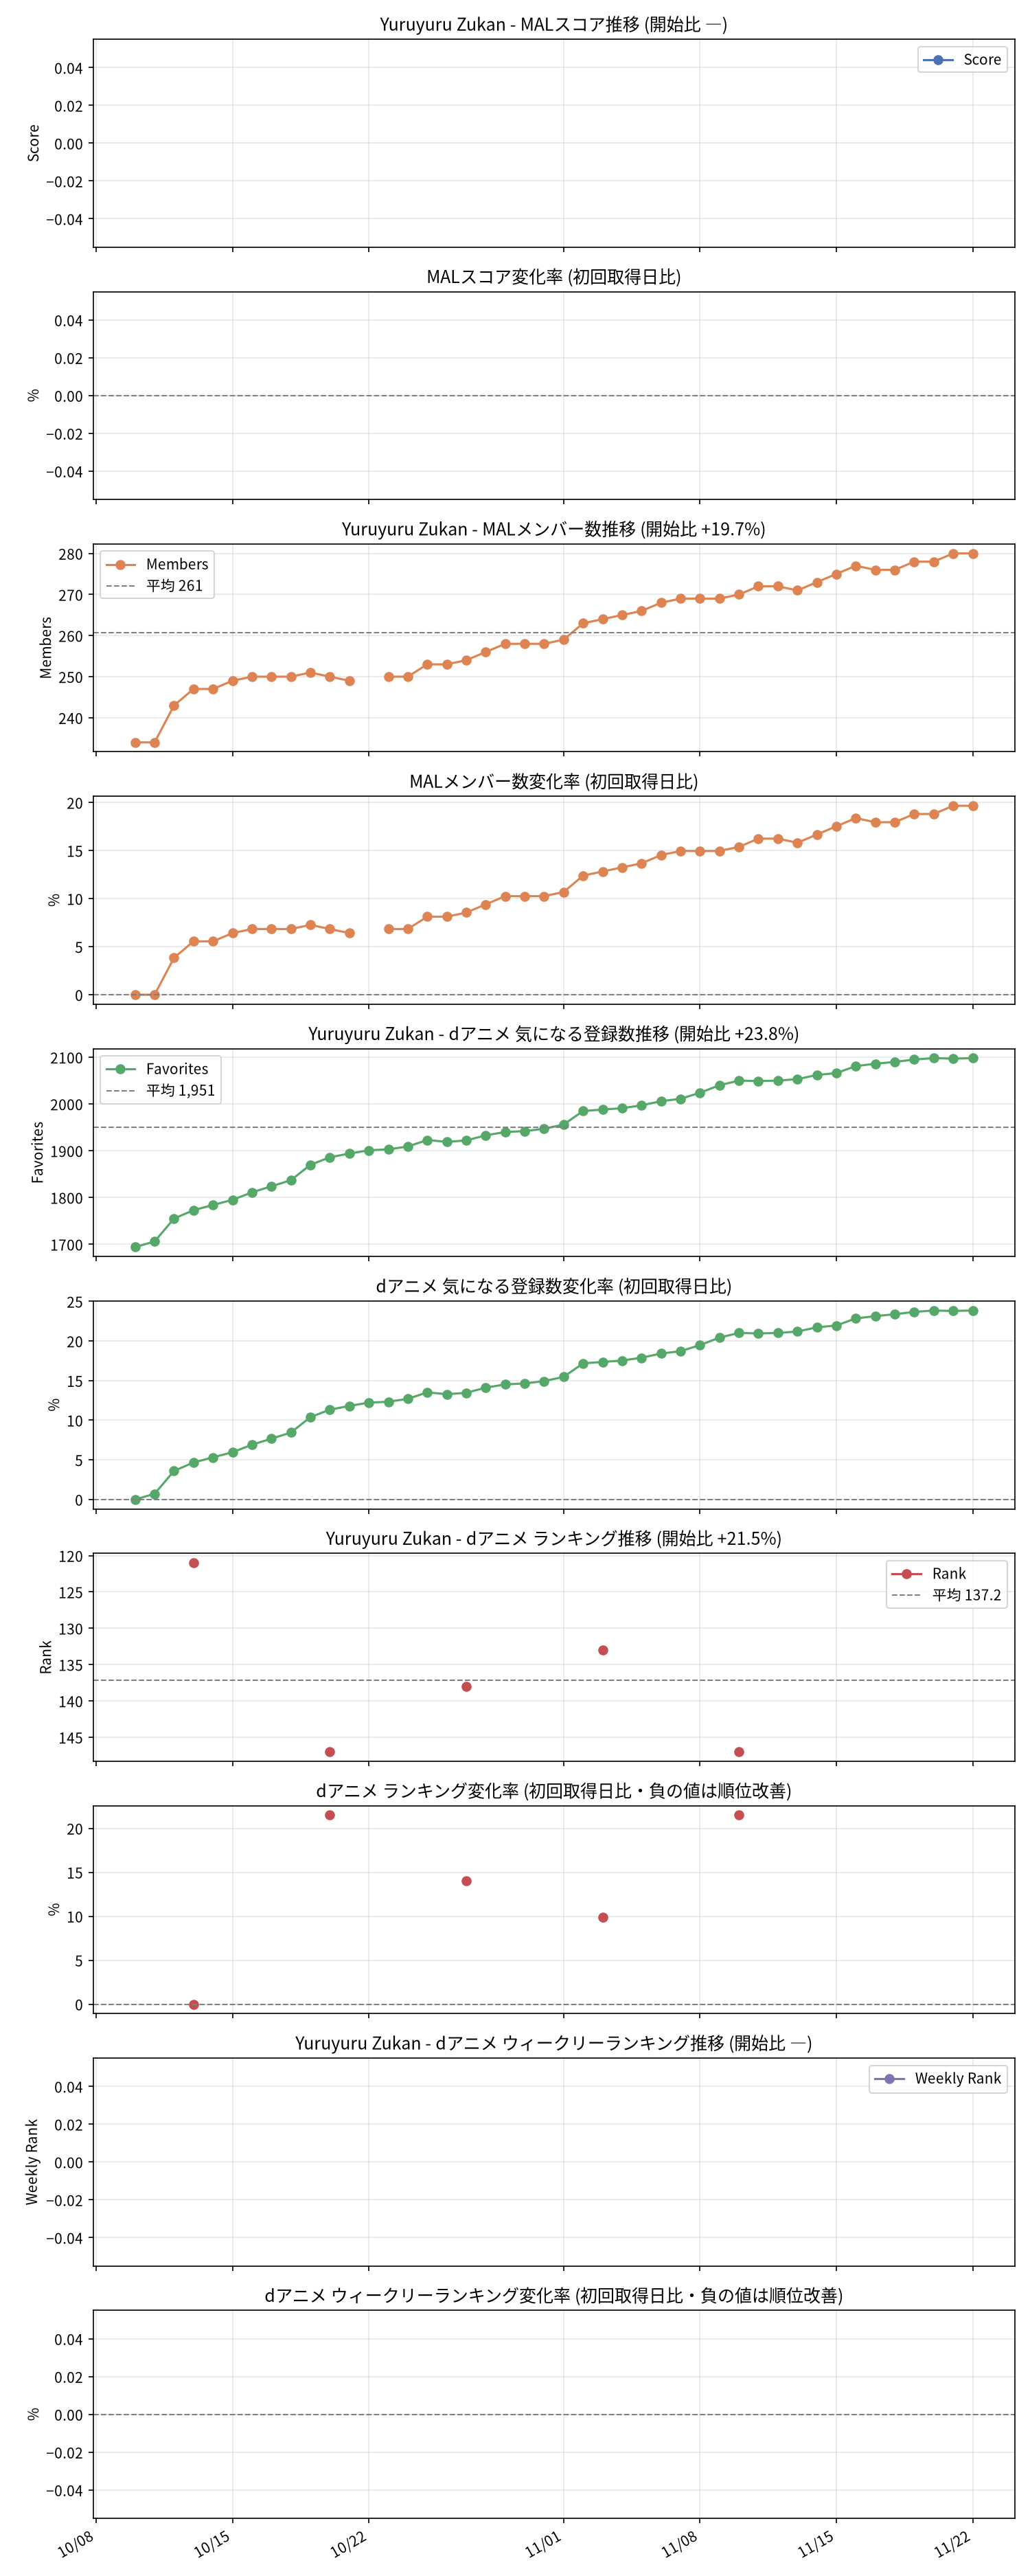 Yuruyuru Zukan - MALスコア推移 (開始比 —)
Score
0.04
0.02
0.00
−0.02
−0.04
Score
MALスコア変化率 (初回取得日比)
0.04
0.02
0.00
−0.02
−0.04
%
Yuruyuru Zukan - MALメンバー数推移 (開始比 +19.7%)
Members
平均 261
280
270
260
250
240
Members
MALメンバー数変化率 (初回取得日比)
20
15
10
5
0
%
Yuruyuru Zukan - dアニメ 気になる登録数推移 (開始比 +23.8%)
Favorites
平均 1,951
2100
2000
1900
1800
1700
Favorites
dアニメ 気になる登録数変化率 (初回取得日比)
25
20
15
10
5
0
%
Yuruyuru Zukan - dアニメ ランキング推移 (開始比 +21.5%)
Rank
平均 137.2
120
125
130
135
140
145
Rank
dアニメ ランキング変化率 (初回取得日比・負の値は順位改善)
20
15
10
5
0
%
Yuruyuru Zukan - dアニメ ウィークリーランキング推移 (開始比 —)
Weekly Rank
0.04
0.02
0.00
−0.02
−0.04
Weekly Rank
dアニメ ウィークリーランキング変化率 (初回取得日比・負の値は順位改善)
0.04
0.02
0.00
−0.02
−0.04
%
10/08
10/15
10/22
11/01
11/08
11/15
11/22